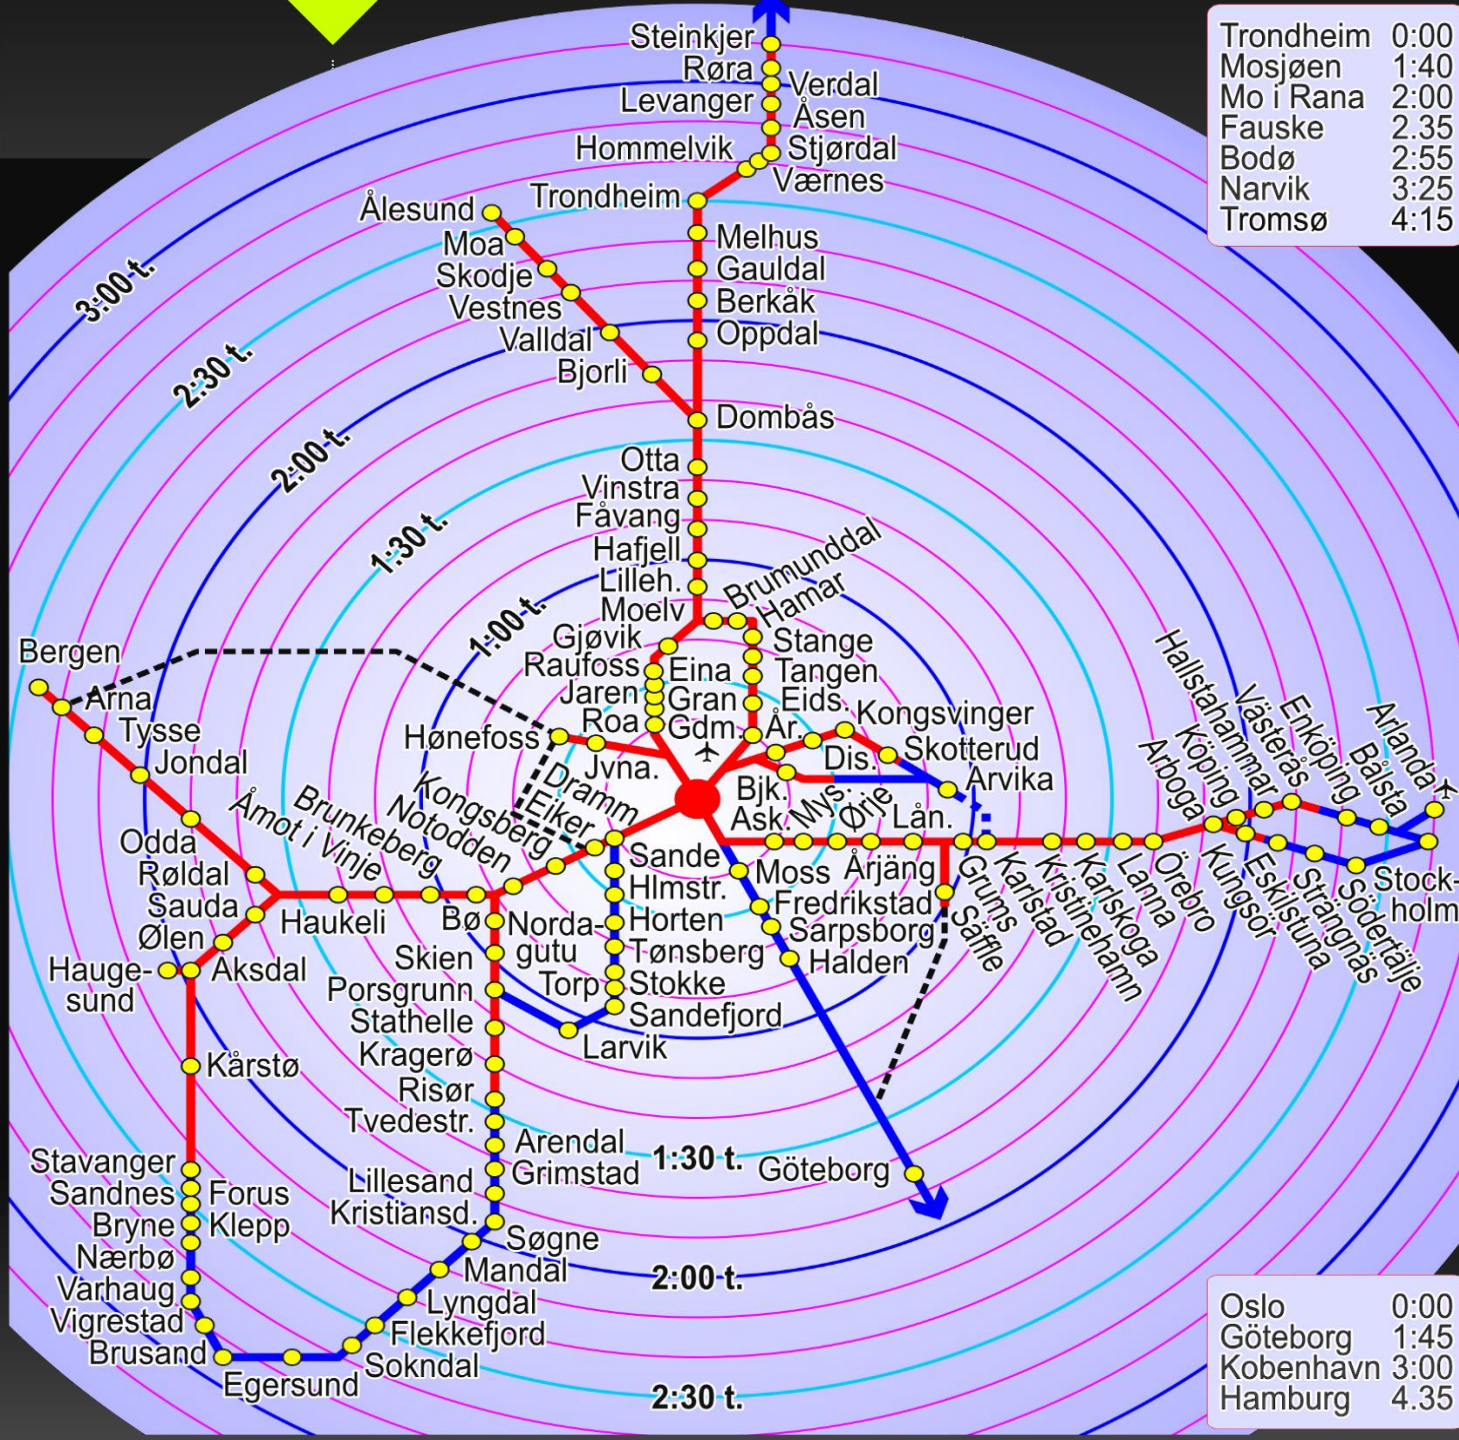 Steinkjer
Røra
Verdal
Levanger
Åsen
Hommelvik
Stjørdal
Værnes
Trondheim
Ålesund
Moa
Melhus
Skodje
Gauldal
Vestnes
Berkåk
Valldal
Oppdal
Bjorli
Dombås
Otta
Vinstra
Fåvang
Hafjell
Lilleh.
Moelv
Brumunddal
Hamar
Gjøvik
Stange
Raufoss
Eina
Tangen
Jaren
Gran
Eids.
Roa
Gdm.
År.
Kongsvinger
Dis.
Skotterud
Arvika
Bjk.
Ask.
Mys.
Ørje
Lån.
Hønefoss
Jvna.
Dramm
Eiker
Kongsberg
Notodden
Brunkeberg
Åmot i Vinje
Bergen
Arna
Tysse
Jondal
Odda
Røldal
Sauda
Haukeli
Ølen
Hauge-
sund
Aksdal
Kårstø
Bø
Norda-
gutu
Skien
Porsgrunn
Stathelle
Kragerø
Risør
Tvedestr.
Arendal
Grimstad
Lillesand
Kristiansd.
Søgne
Mandal
Lyngdal
Flekkefjord
Sokndal
Egersund
Stavanger
Sandnes
Forus
Bryne
Klepp
Nærbø
Varhaug
Vigrestad
Brusand
Sande
Hlmstr.
Horten
Tønsberg
Torp
Stokke
Sandefjord
Larvik
Moss
Fredrikstad
Sarpsborg
Halden
Göteborg
Årjäng
Säffle
Grums
Karlstad
Kristinehamn
Karlskoga
Lanna
Örebro
Arboga
Köping
Hallstahammar
Västerås
Enköping
Bålsta
Arlanda
Kungsör
Eskilstuna
Strängnäs
Södertälje
Stock-
holm
3:00 t.
2:30 t.
2:00 t.
1:30 t.
1:00 t.
1:30 t.
2:00 t.
2:30 t.
Trondheim 0:00
Mosjøen 1:40
Mo i Rana 2:00
Fauske 2.35
Bodø 2:55
Narvik 3:25
Tromsø 4:15
Oslo 0:00
Göteborg 1:45
Kobenhavn 3:00
Hamburg 4.35